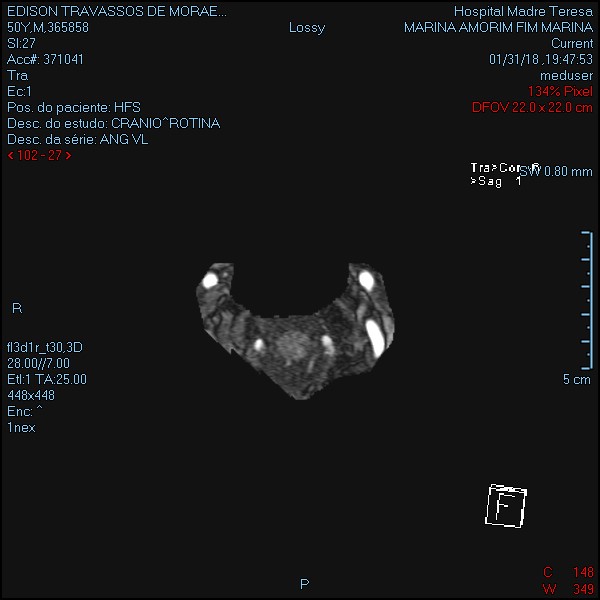 EDISON TRAVASSOS DE MORAE...
50Y,M,365858
Sl:27
Acc#: 371041
Tra
Ec:1
Pos. do paciente: HFS
Desc. do estudo: CRANIO^ROTINA
Desc. da série: ANG VL
< 102 - 27 >
Lossy
Hospital Madre Teresa
MARINA AMORIM FIM MARINA
Current
01/31/18 ,19:47:53
meduser
134% Pixel
DFOV 22.0 x 22.0 cm
Tra>Cor
SW 0.80 mm
>Sag 1
R
fl3d1r_t30,3D
28.00//7.00
Etl:1 TA:25.00
448x448
Enc: ^
1nex
5 cm
F
P
C 148
W 349